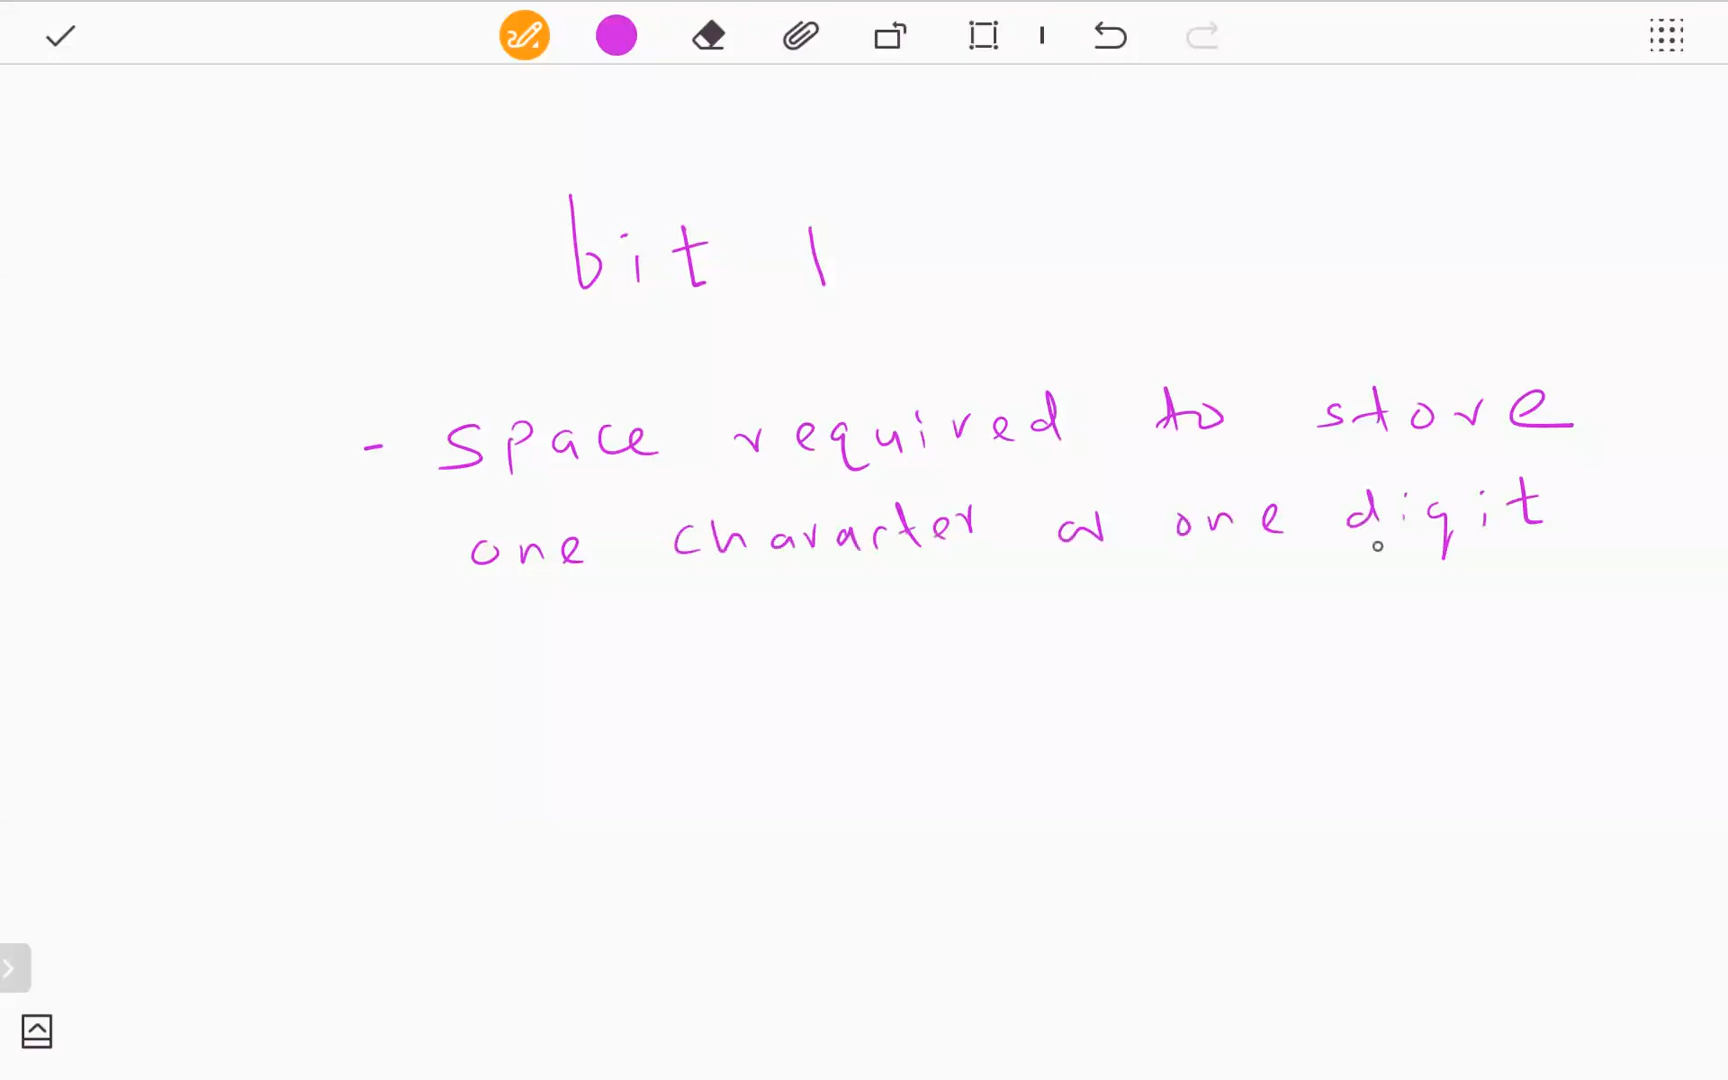 bit 1
- space required to store
one character or one digit